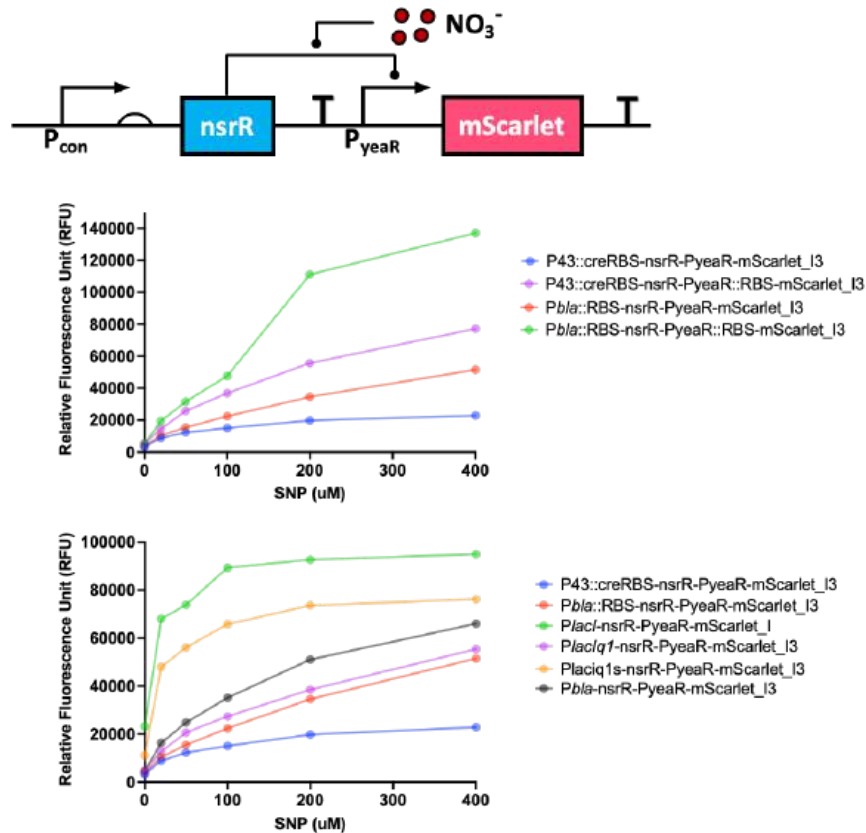 NO₃⁻
nsrR
mScarlet
Pcon
PyeaR
Relative Fluorescence Unit (RFU)
140000
120000
100000
80000
60000
40000
20000
0
0 100 200 300 400
SNP (uM)
P43::creRBS-nsrR-PyeaR-mScarlet_I3
P43::creRBS-nsrR-PyeaR::RBS-mScarlet_I3
Pbla::RBS-nsrR-PyeaR-mScarlet_I3
Pbla::RBS-nsrR-PyeaR::RBS-mScarlet_I3
Relative Fluorescence Unit (RFU)
100000
80000
60000
40000
20000
0
0 100 200 300 400
SNP (uM)
P43::creRBS-nsrR-PyeaR-mScarlet_I3
Pbla::RBS-nsrR-PyeaR-mScarlet_I3
PlacI-nsrR-PyeaR-mScarlet_I
PlacIq1-nsrR-PyeaR-mScarlet_I3
Placiq1s-nsrR-PyeaR-mScarlet_I3
Pbla-nsrR-PyeaR-mScarlet_I3